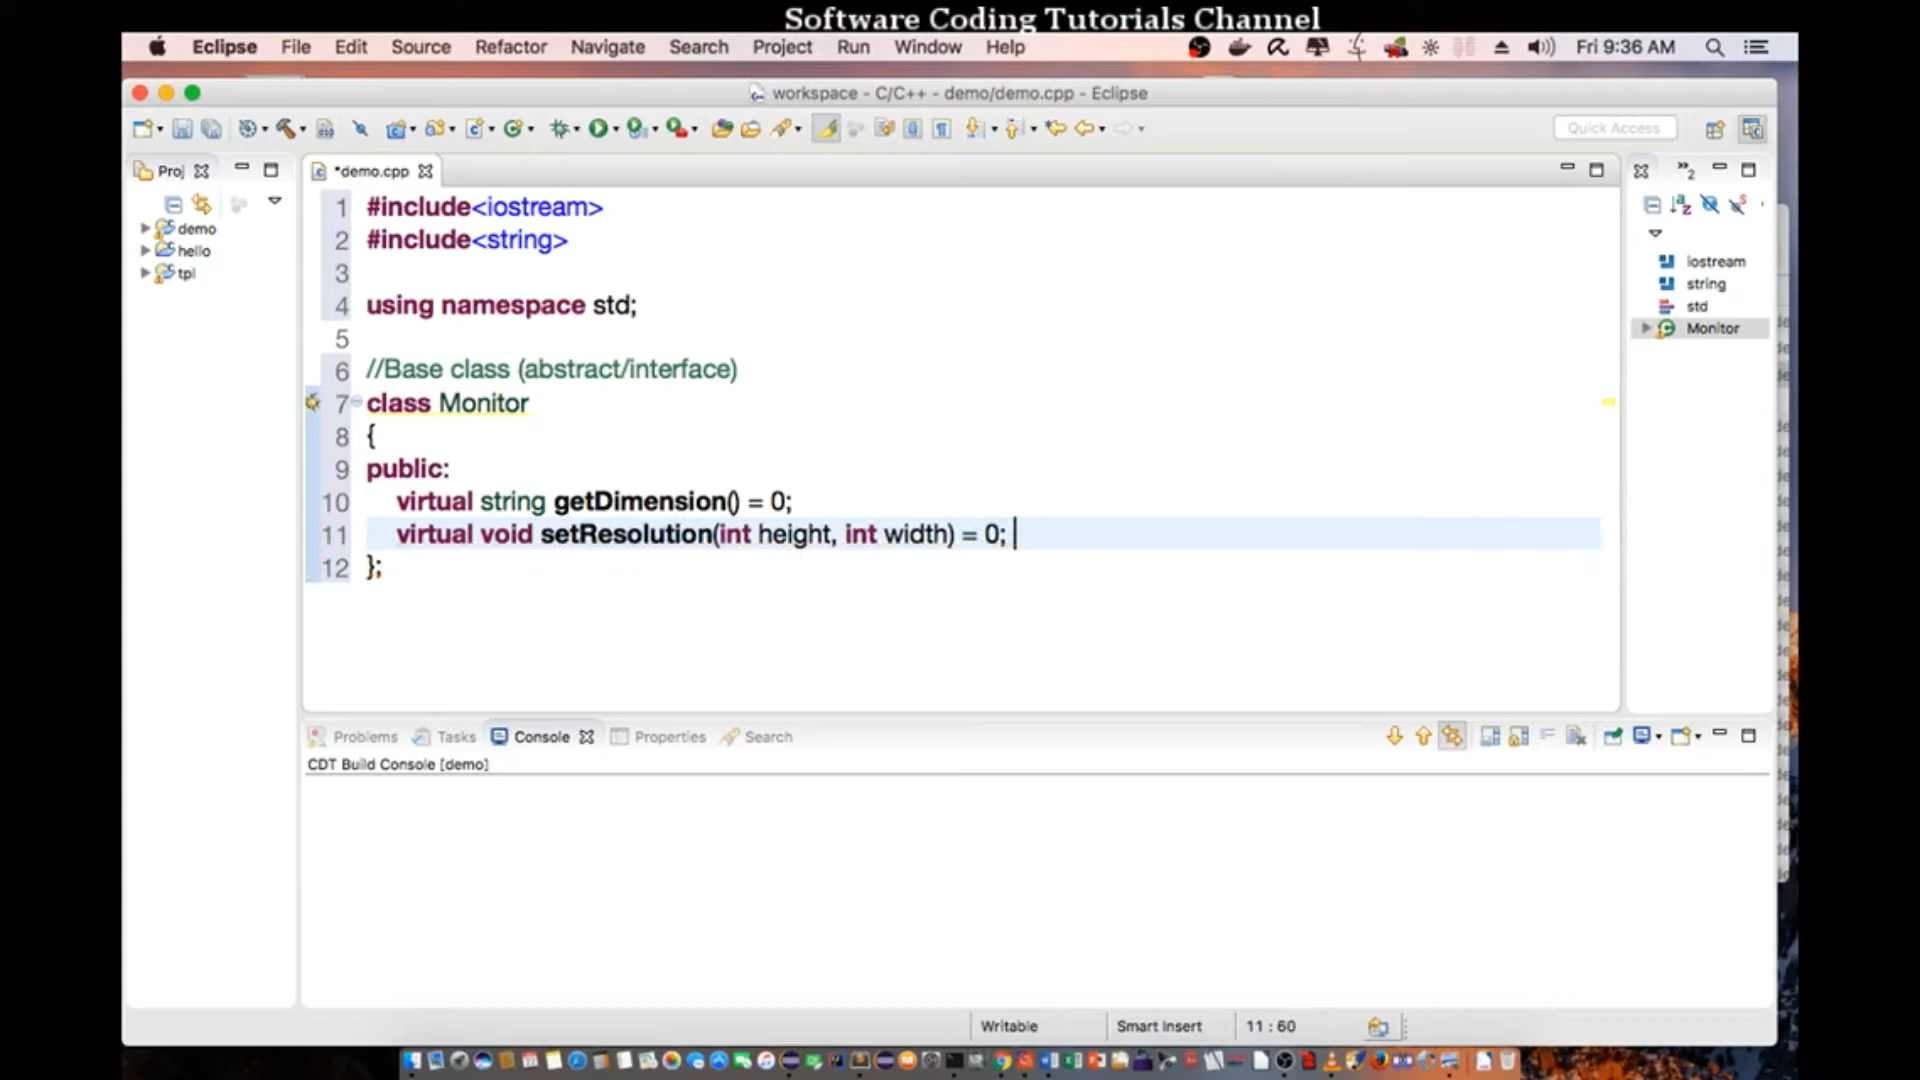 Software Coding Tutorials Channel
Eclipse File Edit Source Refactor Navigate Search Project Run Window Help Fri 9:36 AM
workspace - C/C++ - demo/demo.cpp - Eclipse
Quick Access
Proj
*demo.cpp
demo
hello
tpl
1 #include<iostream>
2 #include<string>
3
4 using namespace std;
5
6 //Base class (abstract/interface)
7 class Monitor
8 {
9 public:
10 virtual string getDimension() = 0;
11 virtual void setResolution(int height, int width) = 0;
12 };
iostream
string
std
Monitor
Problems Tasks Console Properties Search
CDT Build Console [demo]
Writable Smart Insert 11 : 60